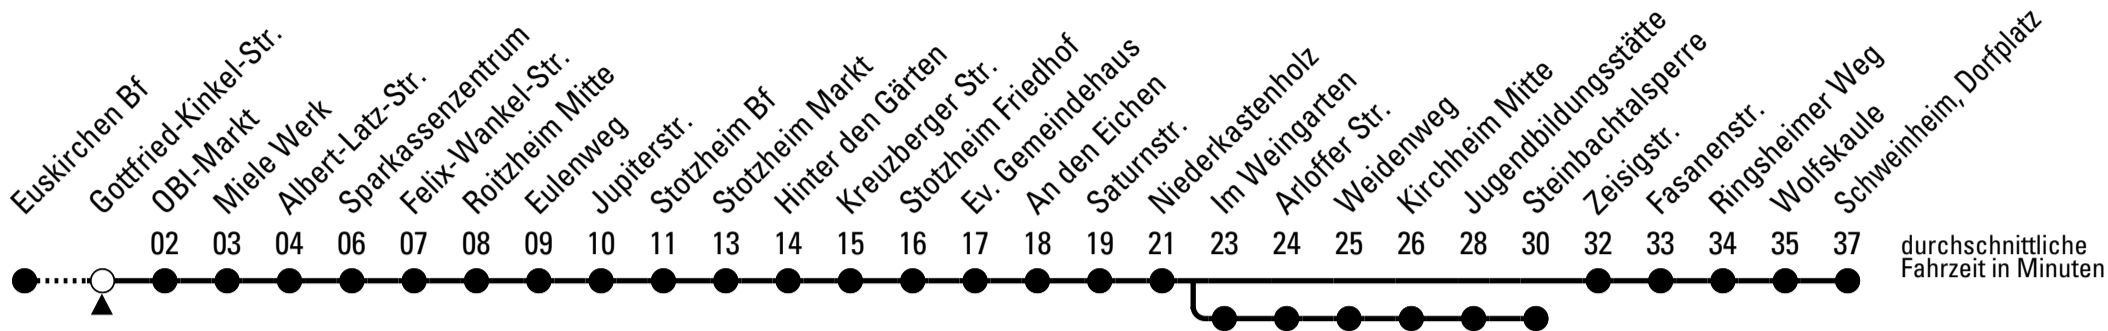 Euskirchen Bf
Gottfried-Kinkel-Str.
OBI-Markt
Miele Werk
Albert-Latz-Str.
Sparkassenzentrum
Felix-Wankel-Str.
Roitzheim Mitte
Eulenweg
Jupiterstr.
Stotzheim Bf
Stotzheim Markt
Hinter den Gärten
Kreuzberger Str.
Stotzheim Friedhof
Ev. Gemeindehaus
An den Eichen
Saturnstr.
Niederkastenholz
Im Weingarten
Arloffer Str.
Weidenweg
Kirchheim Mitte
Jugendbildungsstätte
Steinbachtalsperre
Zeisigstr.
Fasanenstr.
Ringsheimer Weg
Wolfskaule
Schweinheim, Dorfplatz
02 03 04 06 07 08 09 10 11 13 14 15 16 17 18 19 21 23 24 25 26 28 30 32 33 34 35 37
durchschnittliche
Fahrzeit in Minuten